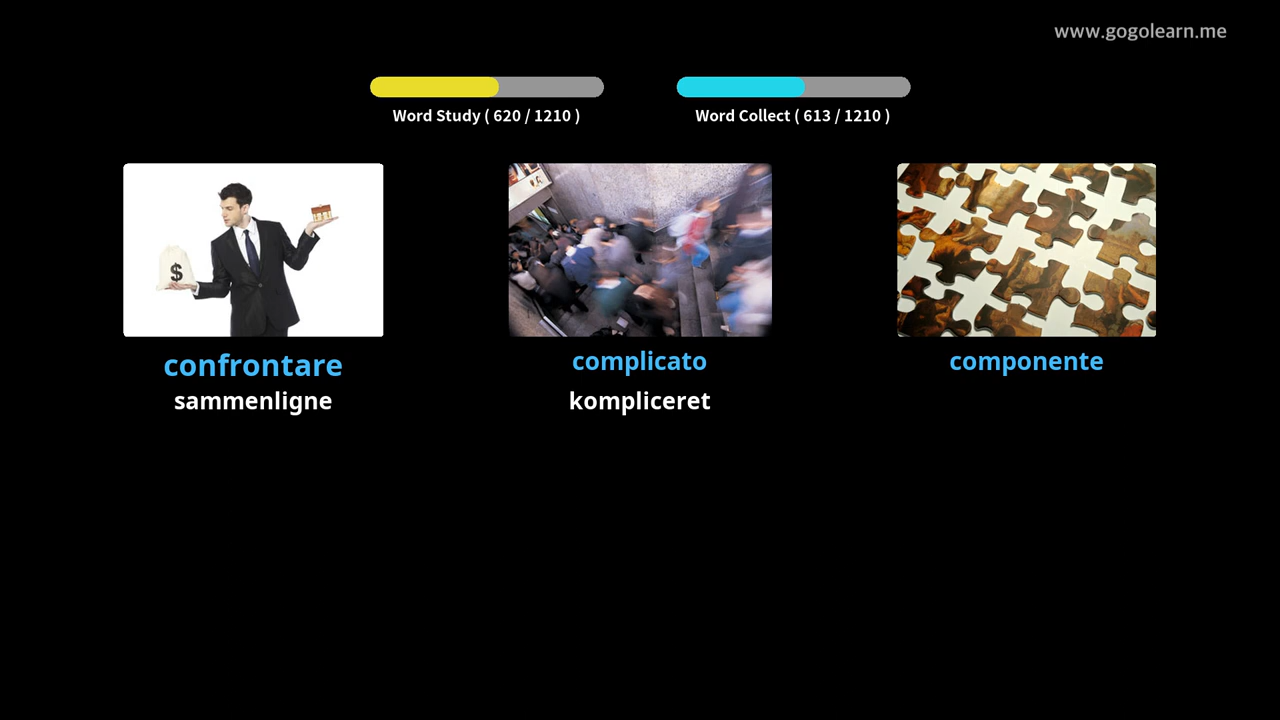 www.gogolearn.me
Word Study ( 620 / 1210 )
Word Collect ( 613 / 1210 )
$
confrontare
complicato
componente
sammenligne
kompliceret